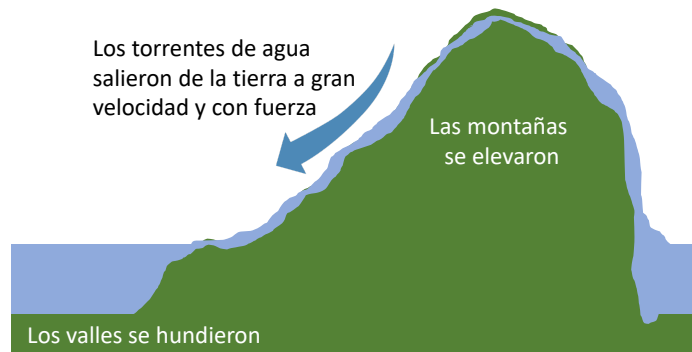 Los torrentes de agua
salieron de la tierra a gran
velocidad y con fuerza
Las montañas
se elevaron
Los valles se hundieron